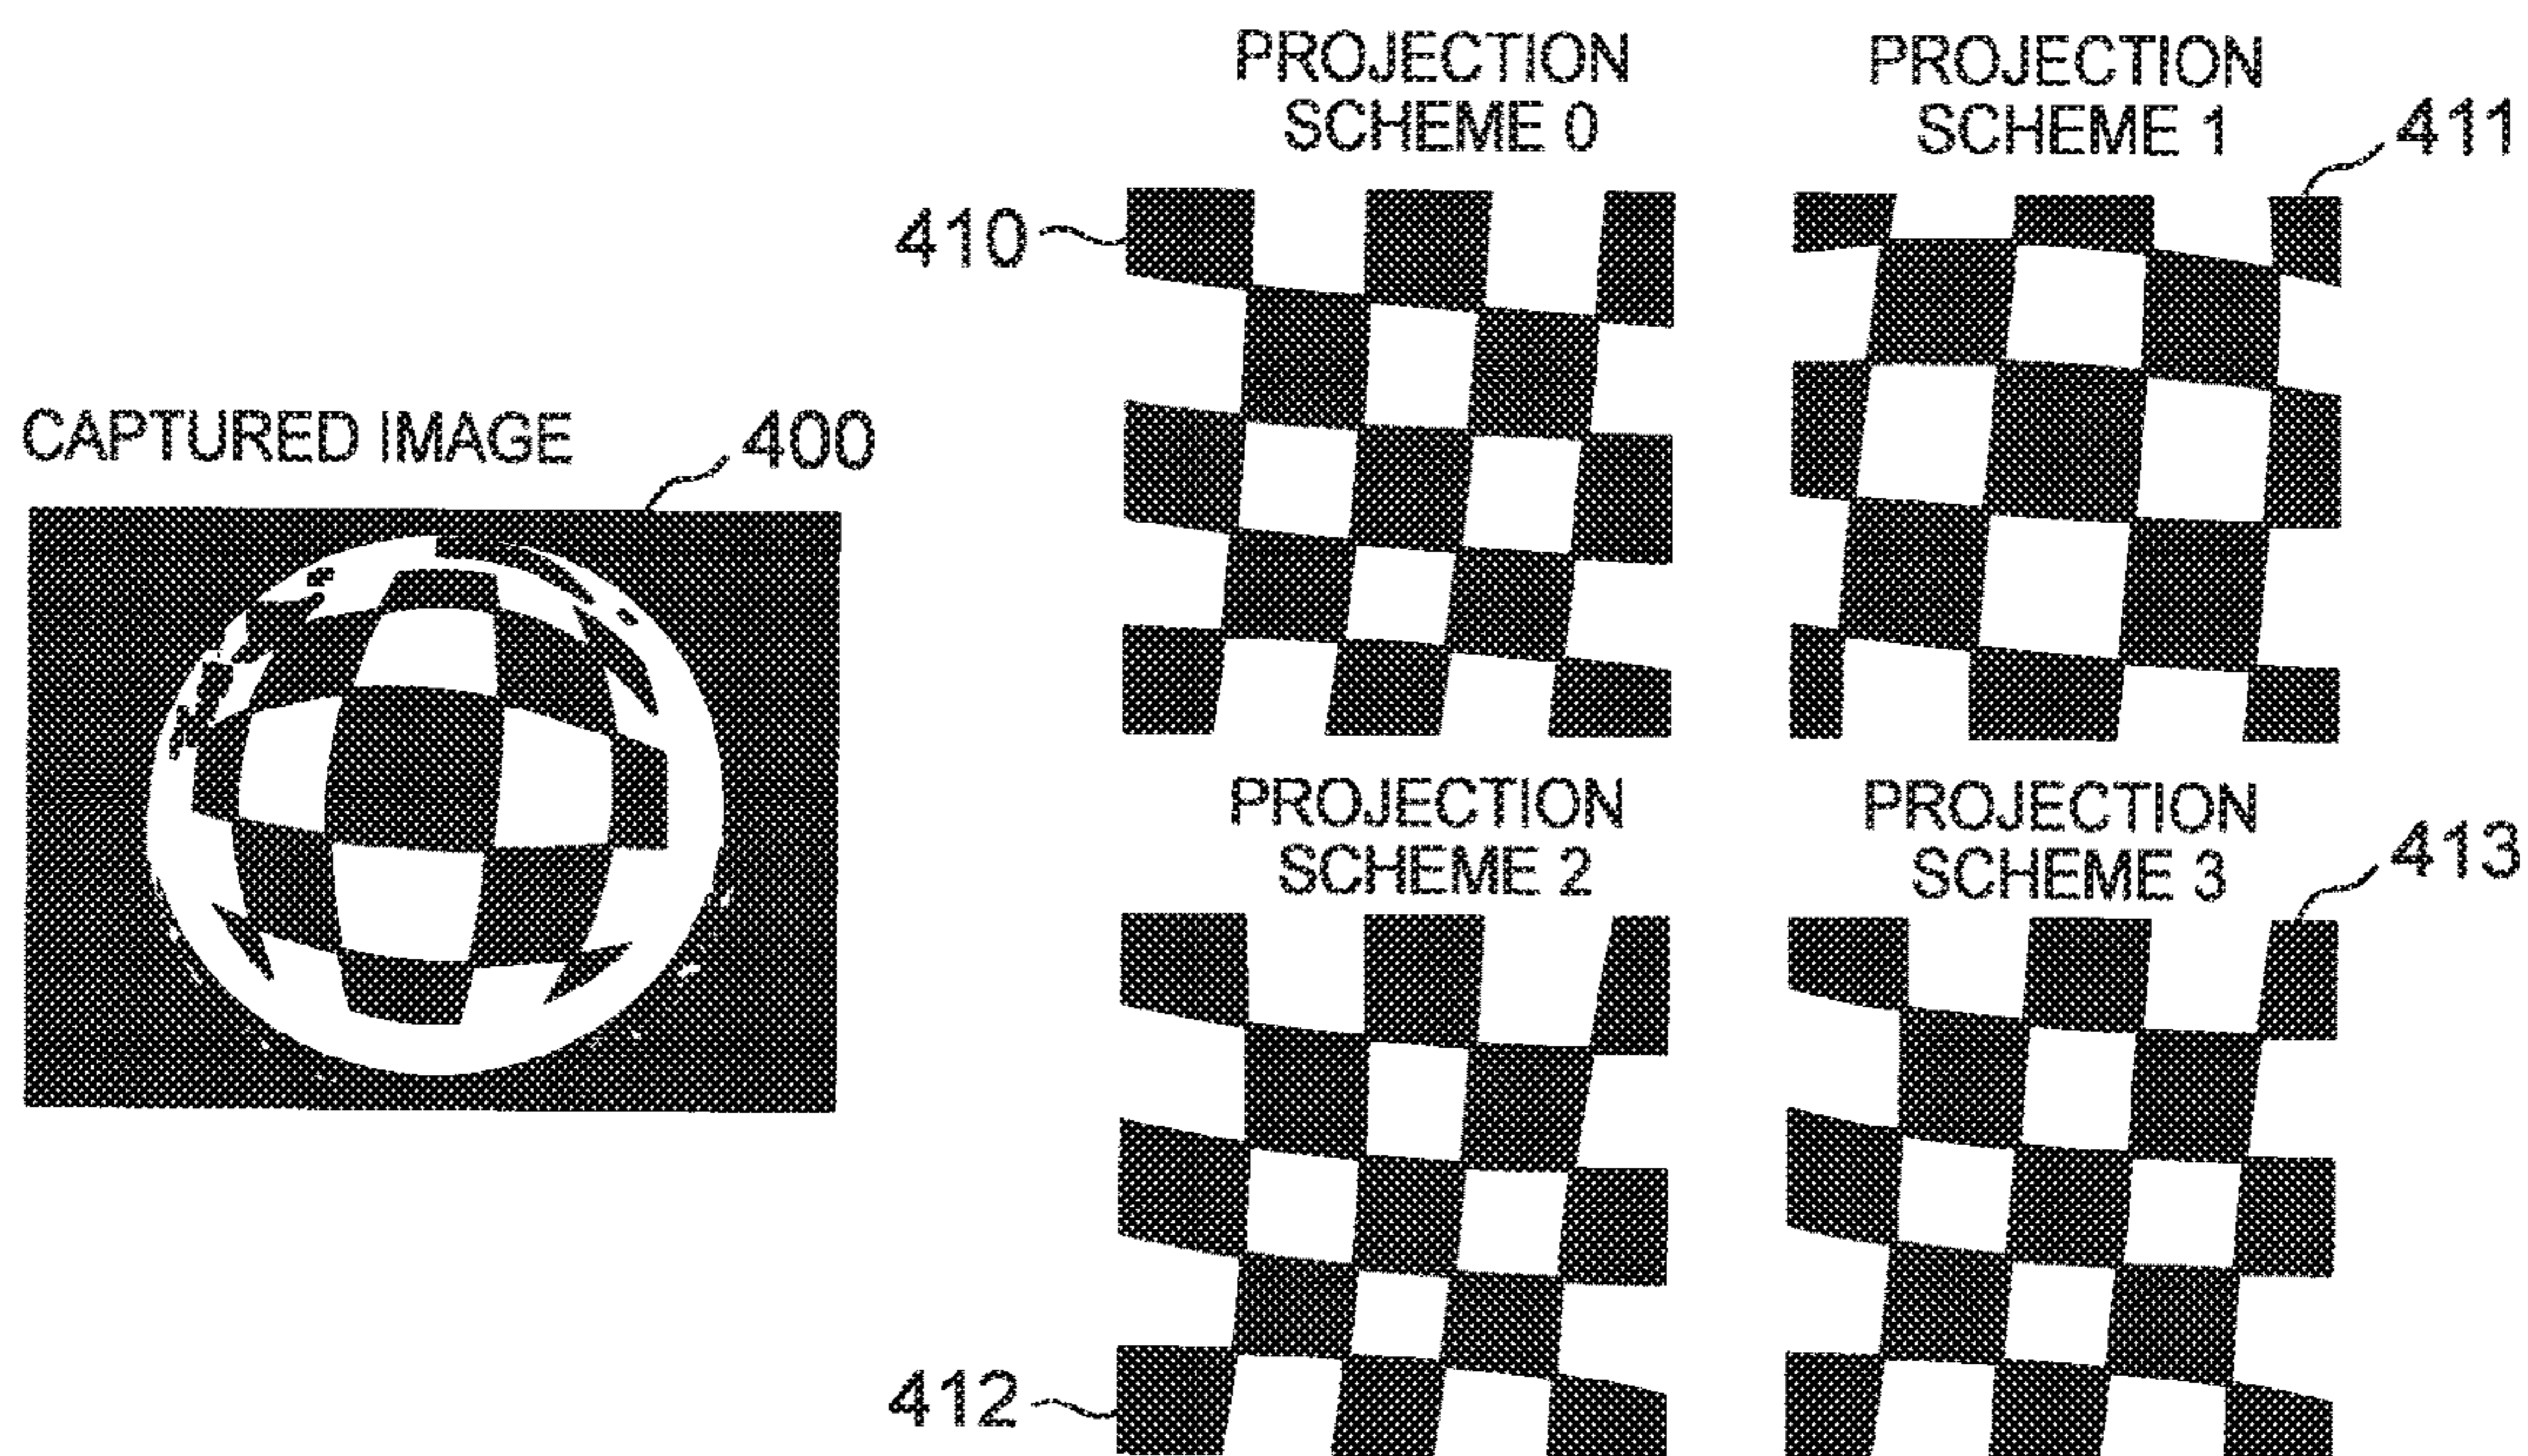 CAPTURED IMAGE
400
PROJECTION
SCHEME 0
410
PROJECTION
SCHEME 1
411
PROJECTION
SCHEME 2
412
PROJECTION
SCHEME 3
413